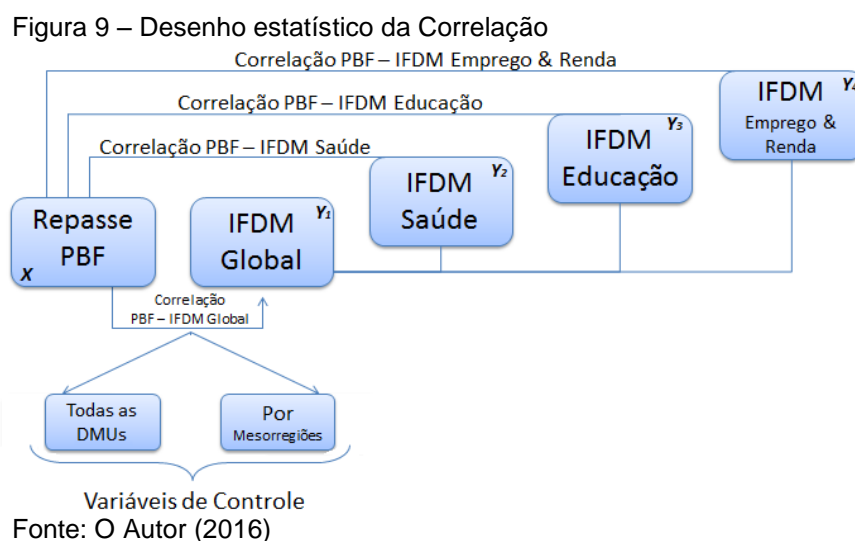 Figura 9 – Desenho estatístico da Correlação
Correlação PBF – IFDM Emprego & Renda
Correlação PBF – IFDM Educação
Correlação PBF – IFDM Saúde
Repasse
PBF
X
IFDM
Global
Y1
IFDM
Saúde
Y2
IFDM
Educação
Y3
IFDM
Emprego &
Renda
Y4
Correlação
PBF – IFDM Global
Todas as
DMUs
Por
Mesorregiões
Variáveis de Controle
Fonte: O Autor (2016)